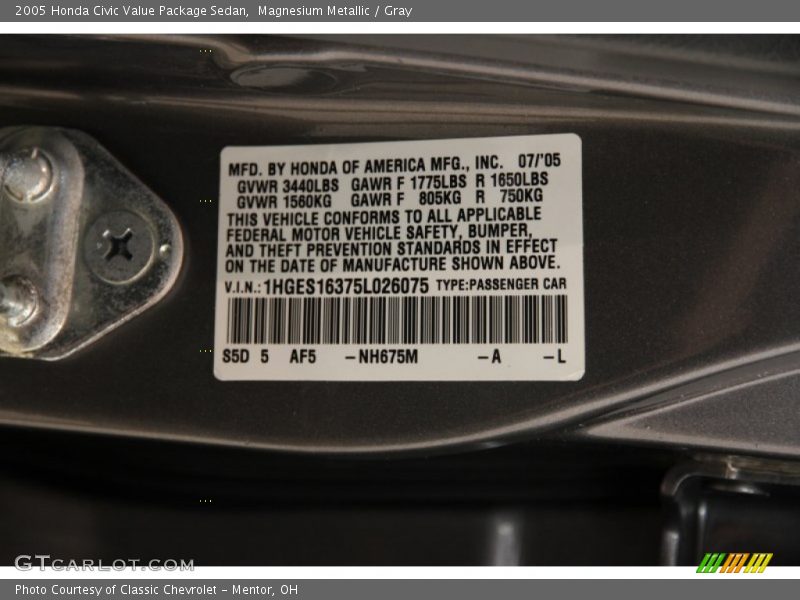 2005 Honda Civic Value Package Sedan, Magnesium Metallic / Gray
MFD. BY HONDA OF AMERICA MFG., INC. 07/'05
GVWR 3440LBS GAWR F 1775LBS R 1650LBS
GVWR 1560KG GAWR F 805KG R 750KG
THIS VEHICLE CONFORMS TO ALL APPLICABLE
FEDERAL MOTOR VEHICLE SAFETY, BUMPER,
AND THEFT PREVENTION STANDARDS IN EFFECT
ON THE DATE OF MANUFACTURE SHOWN ABOVE.
V.I.N.:1HGES16375L026075 TYPE:PASSENGER CAR
S5D 5 AF5 -NH675M -A -L
GTCARLOT.COM
Photo Courtesy of Classic Chevrolet - Mentor, OH